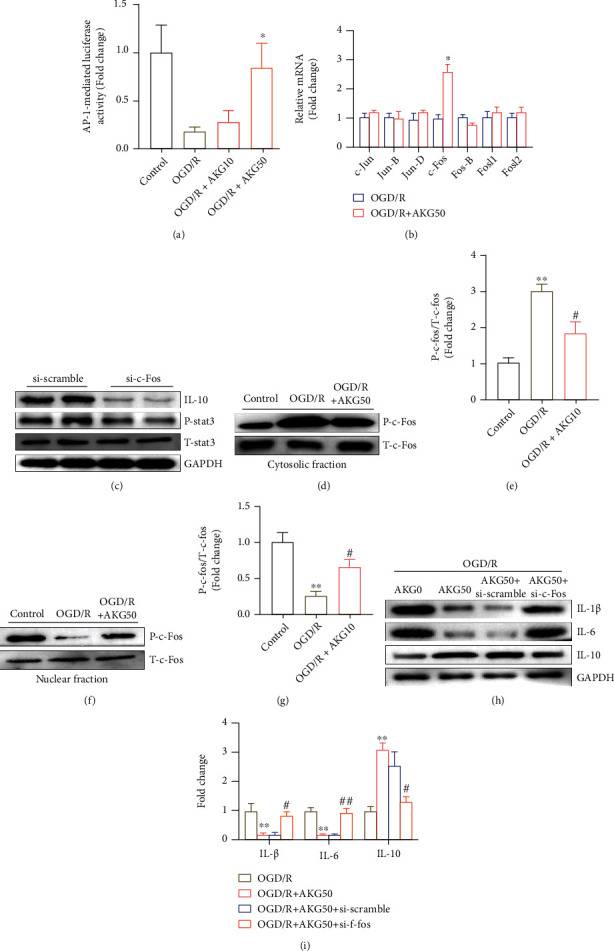 AP-1-mediated luciferase
activity (Fold change)
1.5
1.0
0.5
0.0
*
Control
OGD/R
OGD/R + AKG10
OGD/R + AKG50
(a)
Relative mRNA
(Fold change)
4
3
2
1
0
*
c-Jun
Jun-B
Jun-D
c-Fos
Fos-B
Fosl1
Fosl2
OGD/R
OGD/R+AKG50
(b)
si-scramble
si-c-Fos
IL-10
P-stat3
T-stat3
GAPDH
(c)
Control
OGD/R
OGD/R
+AKG50
P-c-Fos
T-c-Fos
Cytosolic fraction
(d)
P-c-fos/T-c-fos
(Fold change)
4
3
2
1
0
**
#
Control
OGD/R
OGD/R + AKG10
(e)
Control
OGD/R
OGD/R
+AKG50
P-c-Fos
T-c-Fos
Nuclear fraction
(f)
P-c-fos/T-c-fos
(Fold change)
1.5
1.0
0.5
0.0
**
#
Control
OGD/R
OGD/R + AKG10
(g)
OGD/R
AKG0
AKG50
AKG50+
si-scramble
AKG50+
si-c-Fos
IL-1β
IL-6
IL-10
GAPDH
(h)
Fold change
4
3
2
1
0
**
#
**
##
**
#
IL-β
IL-6
IL-10
OGD/R
OGD/R+AKG50
OGD/R+AKG50+si-scramble
OGD/R+AKG50+si-f-fos
(i)